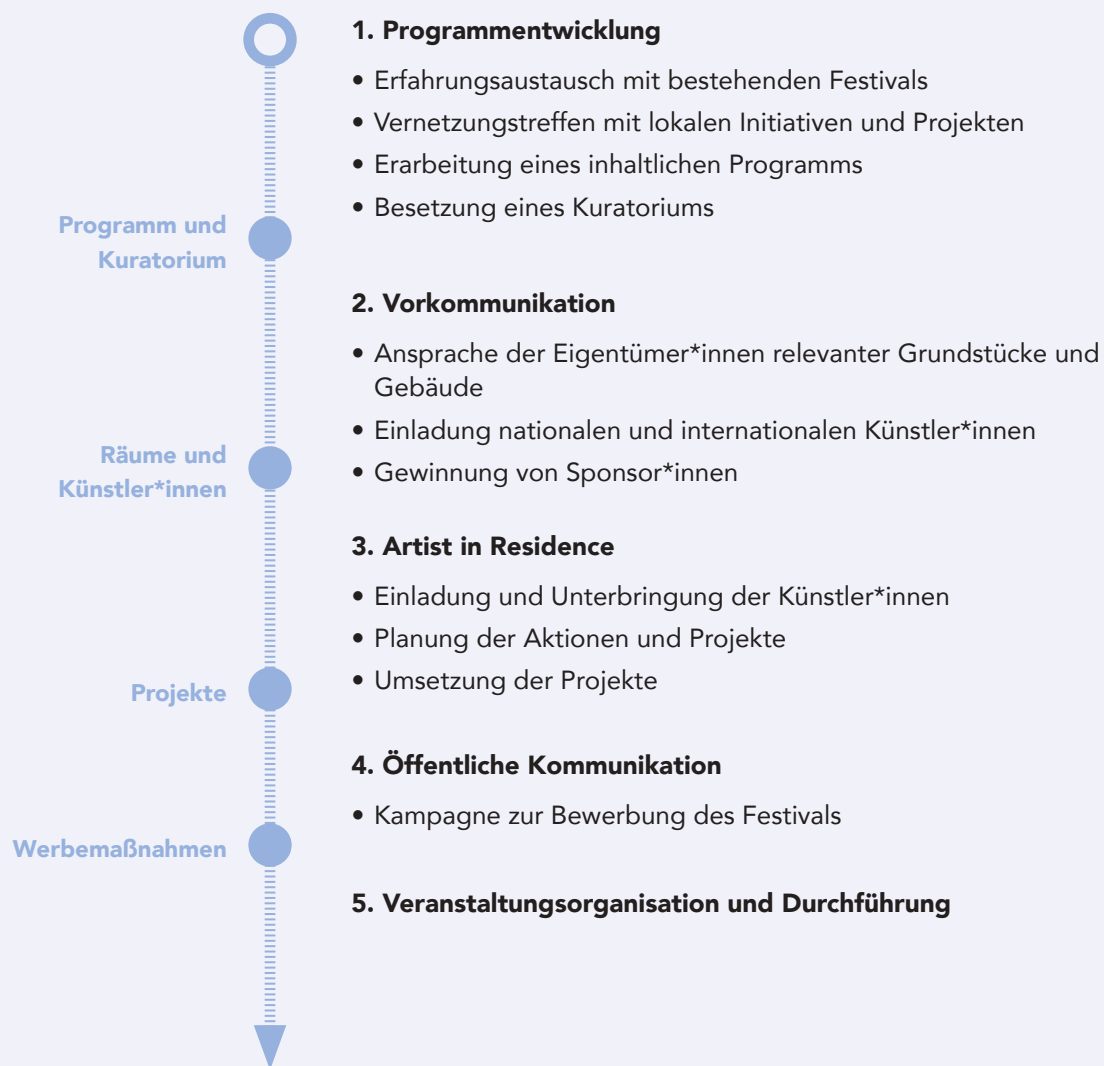 1. Programmentwicklung
• Erfahrungsaustausch mit bestehenden Festivals
• Vernetzungstreffen mit lokalen Initiativen und Projekten
• Erarbeitung eines inhaltlichen Programms
• Besetzung eines Kuratoriums
Programm und
Kuratorium
2. Vorkommunikation
• Ansprache der Eigentümer*innen relevanter Grundstücke und
Gebäude
• Einladung nationalen und internationalen Künstler*innen
• Gewinnung von Sponsor*innen
Räume und
Künstler*innen
3. Artist in Residence
• Einladung und Unterbringung der Künstler*innen
• Planung der Aktionen und Projekte
• Umsetzung der Projekte
Projekte
4. Öffentliche Kommunikation
• Kampagne zur Bewerbung des Festivals
Werbemaßnahmen
5. Veranstaltungsorganisation und Durchführung